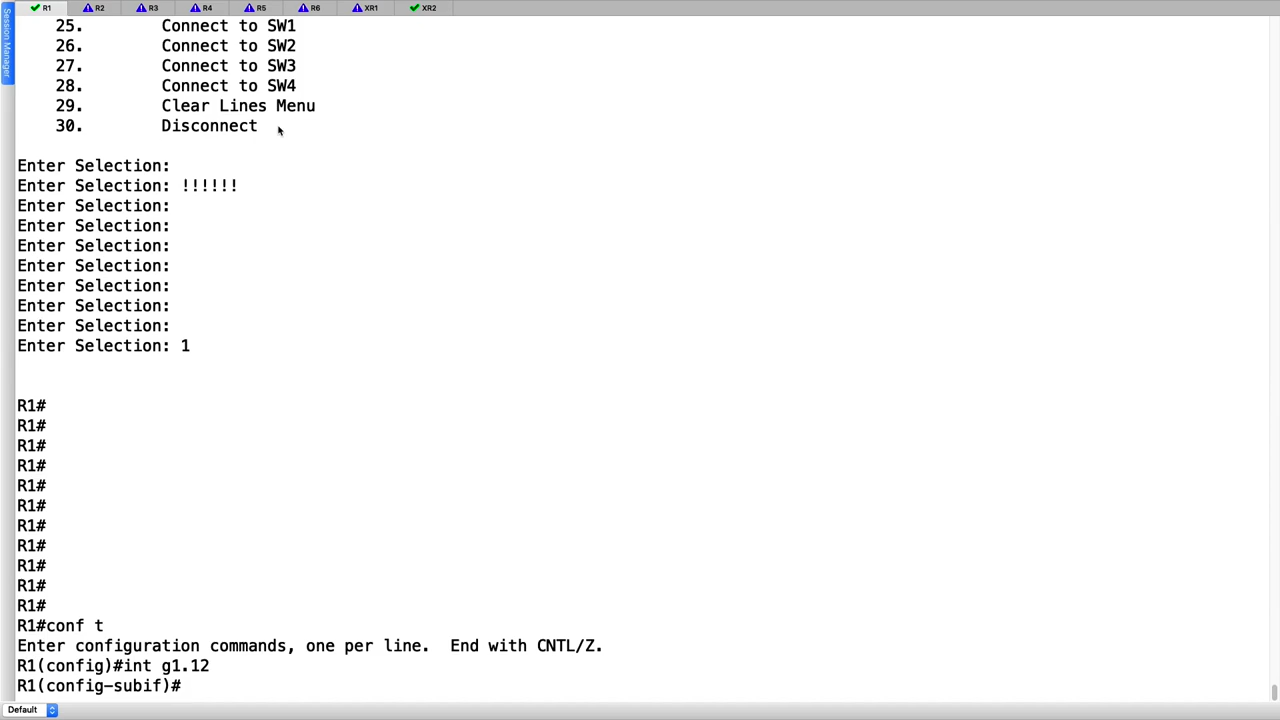 R1 R2 R3 R4 R5 R6 XR1 XR2
Session Manager
25. Connect to SW1
26. Connect to SW2
27. Connect to SW3
28. Connect to SW4
29. Clear Lines Menu
30. Disconnect
Enter Selection:
Enter Selection: !!!!!!
Enter Selection:
Enter Selection:
Enter Selection:
Enter Selection:
Enter Selection:
Enter Selection:
Enter Selection:
Enter Selection: 1
R1#
R1#
R1#
R1#
R1#
R1#
R1#
R1#
R1#
R1#
R1#
R1#conf t
Enter configuration commands, one per line.  End with CNTL/Z.
R1(config)#int g1.12
R1(config-subif)#
Default